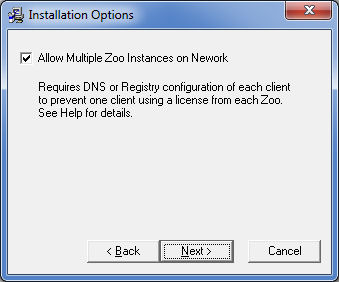 Installation Options
Allow Multiple Zoo Instances on Nework
Requires DNS or Registry configuration of each client
to prevent one client using a license from each Zoo.
See Help for details.
< Back
Next >
Cancel